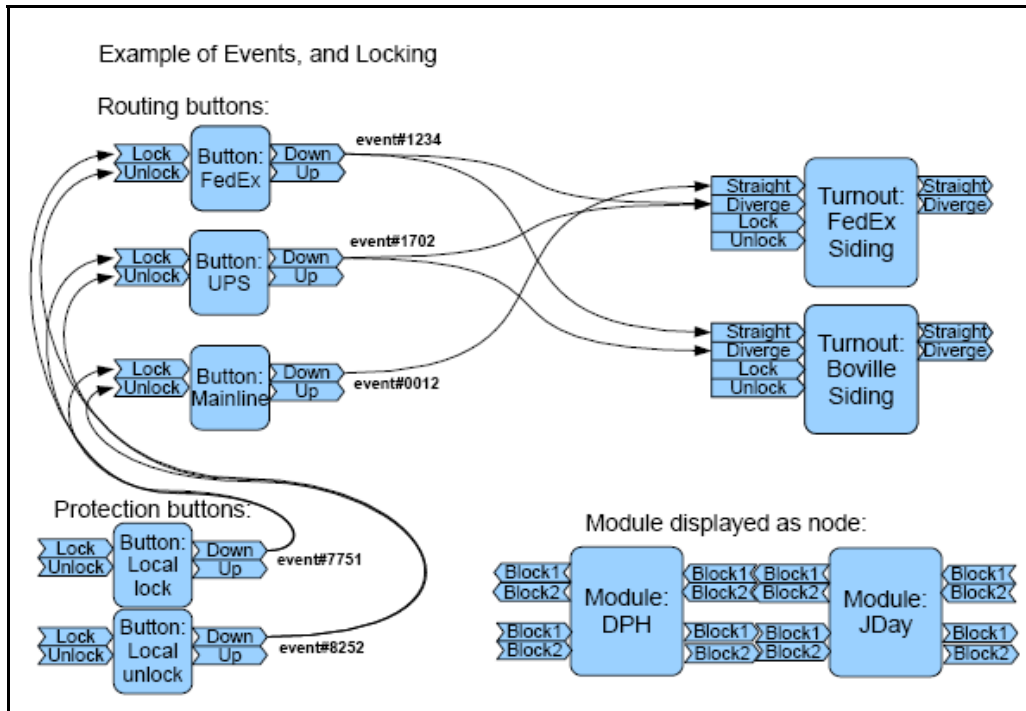 Example of Events, and Locking
Routing buttons:
Lock
Unlock
Button:
FedEx
Down
Up
event#1234
Lock
Unlock
Button:
UPS
Down
Up
event#1702
Lock
Unlock
Button:
Mainline
Down
Up
event#0012
Straight
Diverge
Lock
Unlock
Turnout:
FedEx
Siding
Straight
Diverge
Straight
Diverge
Lock
Unlock
Turnout:
Boville
Siding
Straight
Diverge
Protection buttons:
Lock
Unlock
Button:
Local
lock
Down
Up
event#7751
Lock
Unlock
Button:
Local
unlock
Down
Up
event#8252
Module displayed as node:
Block1
Block2
Block1
Block2
Module:
DPH
Block1
Block2
Block1
Block2
Block1
Block2
Block1
Block2
Module:
JDay
Block1
Block2
Block1
Block2